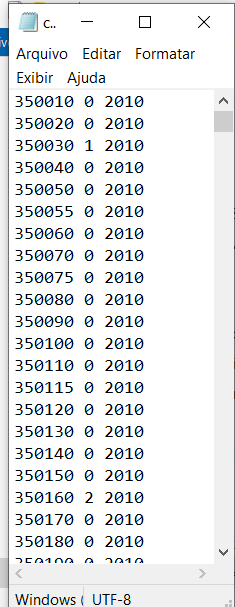 c..
Arquivo Editar Formatar
Exibir Ajuda
350010 0 2010
350020 0 2010
350030 1 2010
350040 0 2010
350050 0 2010
350055 0 2010
350060 0 2010
350070 0 2010
350075 0 2010
350080 0 2010
350090 0 2010
350100 0 2010
350110 0 2010
350115 0 2010
350120 0 2010
350130 0 2010
350140 0 2010
350150 0 2010
350160 2 2010
350170 0 2010
350180 0 2010
350190 0 2010
Windows ( UTF-8